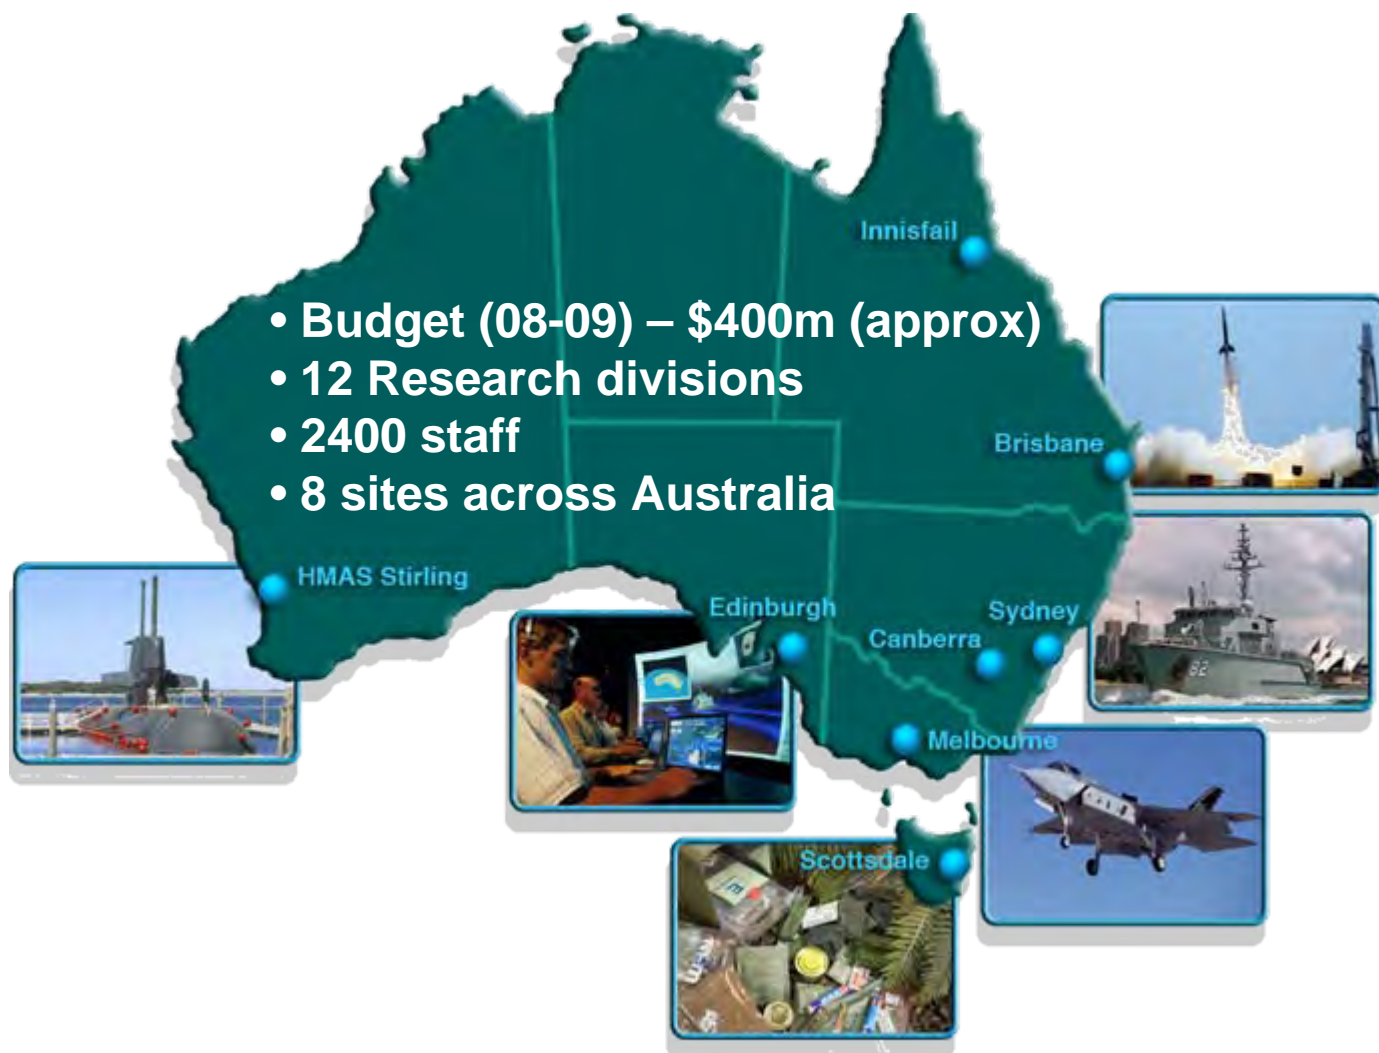 Innisfail
• Budget (08-09) – $400m (approx)
• 12 Research divisions
• 2400 staff
• 8 sites across Australia
Brisbane
HMAS Stirling
Edinburgh
Sydney
Canberra
82
Melbourne
Scottsdale